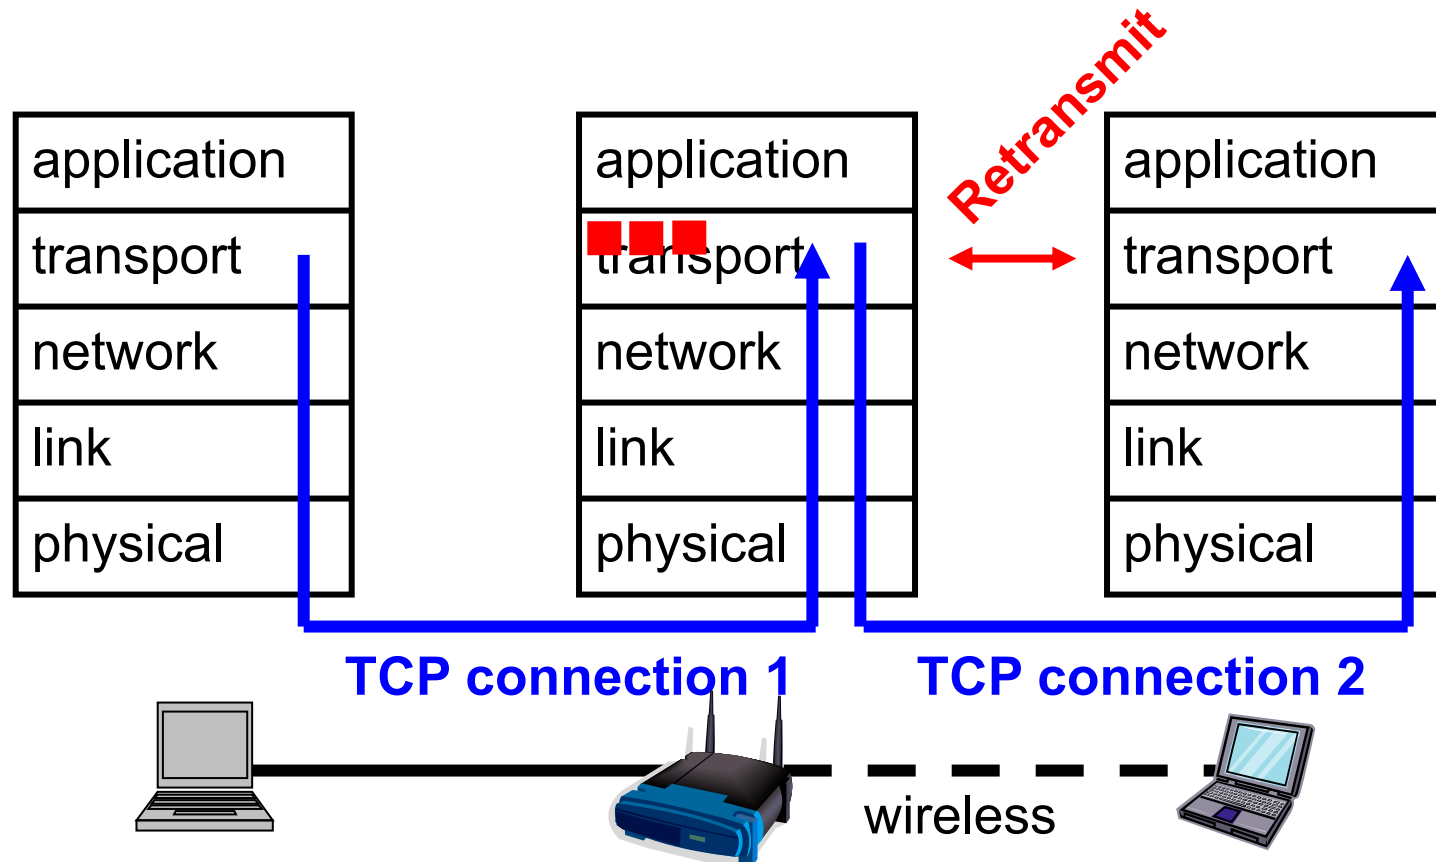 Retransmit
application
transport
network
link
physical
application
transport
network
link
physical
application
transport
network
link
physical
TCP connection 1
TCP connection 2
wireless